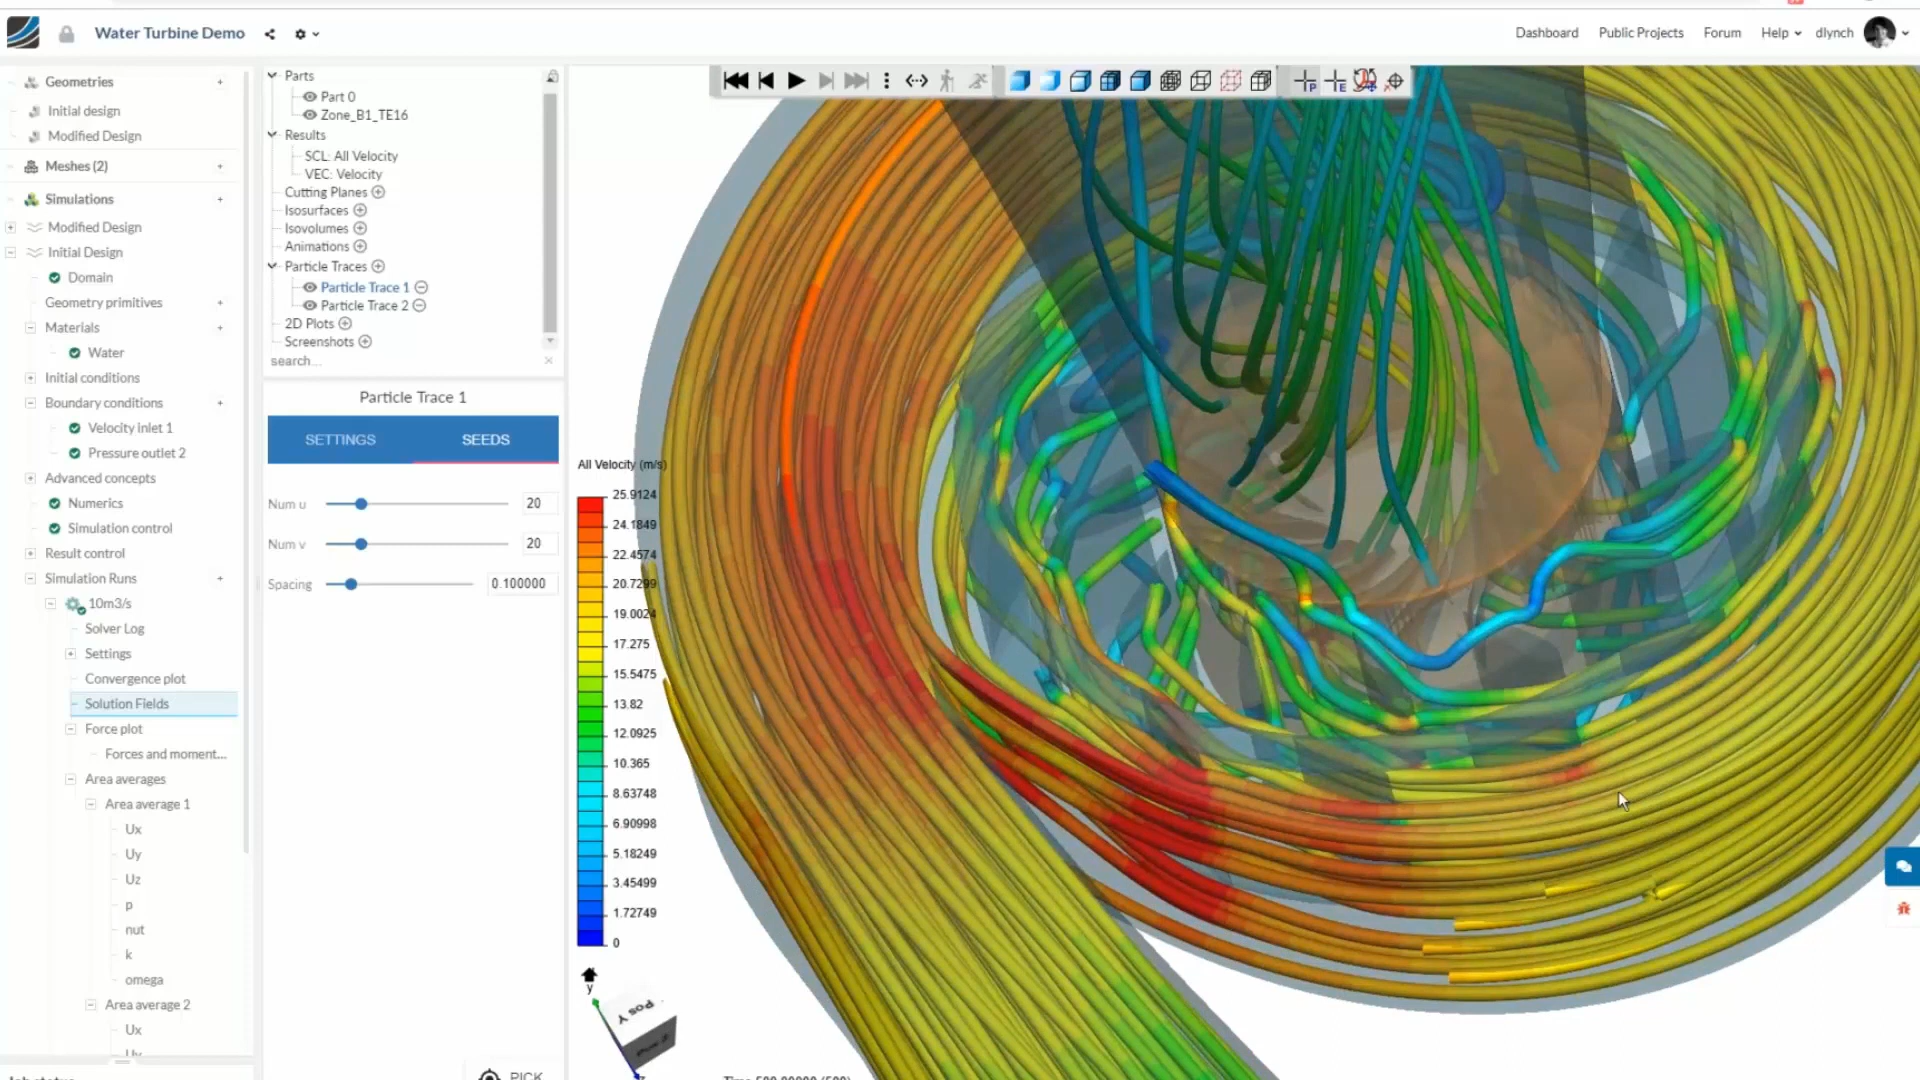 Water Turbine Demo
Dashboard
Public Projects
Forum
Help
dlynch
Geometries
Initial design
Modified Design
Meshes (2)
Simulations
Modified Design
Initial Design
Domain
Geometry primitives
Materials
Water
Initial conditions
Boundary conditions
Velocity inlet 1
Pressure outlet 2
Advanced concepts
Numerics
Simulation control
Result control
Simulation Runs
10m3/s
Solver Log
Settings
Convergence plot
Solution Fields
Force plot
Forces and moment...
Area averages
Area average 1
Ux
Uy
Uz
p
nut
k
omega
Area average 2
Ux
Uy
Job status
Parts
Part 0
Zone_B1_TE16
Results
SCL: All Velocity
VEC: Velocity
Cutting Planes
Isosurfaces
Isovolumes
Animations
Particle Traces
Particle Trace 1
Particle Trace 2
2D Plots
Screenshots
search...
Particle Trace 1
SETTINGS
SEEDS
Num u
20
Num v
20
Spacing
0.100000
PICK
P
E
All Velocity (m/s)
25.9124
24.1849
22.4574
20.7299
19.0024
17.275
15.5475
13.82
12.0925
10.365
8.63748
6.90998
5.18249
3.45499
1.72749
0
y
Pos Y
Time 500.00000 (500)